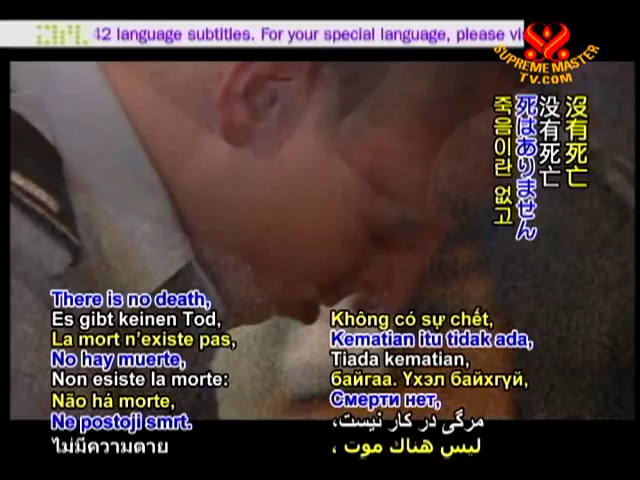 42 language subtitles. For your special language, please vi
SUPREME MASTER
TV.COM
沒有死亡
没有死亡
死はありません
죽음이란 없고
There is no death,
Es gibt keinen Tod,
La mort n'existe pas,
No hay muerte,
Non esiste la morte:
Não há morte,
Ne postoji smrt.
ไม่มีความตาย
Không có sự chết,
Kematian itu tidak ada,
Tiada kematian,
байгаа. Үхэл байхгүй,
Смерти нет,
مرگی در کار نیست،
ليس هناك موت ،